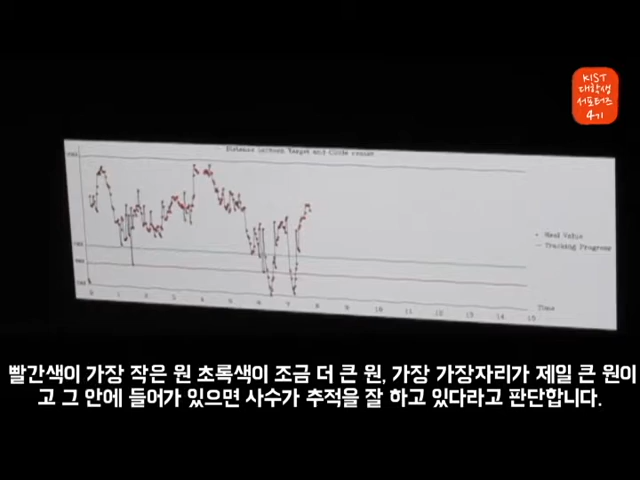 KIST
대학생
서포터즈
4기
Distance between Target and Circle center
Read Value
Tracking Progress
0 1 2 3 4 5 6 7 8 9 10 11 12 13 14 15
Time
빨간색이 가장 작은 원 초록색이 조금 더 큰 원, 가장 가장자리가 제일 큰 원이
고 그 안에 들어가 있으면 사수가 추적을 잘 하고 있다라고 판단합니다.